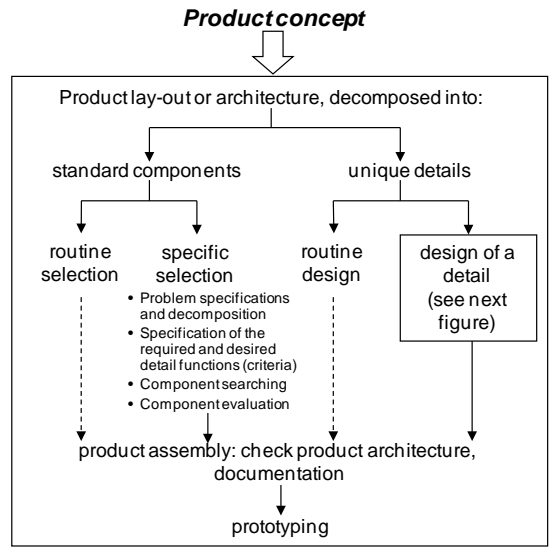 Product concept
Product lay-out or architecture, decomposed into:
standard components
unique details
routine
selection
specific
selection
• Problem specifications
and decomposition
• Specification of the
required and desired
detail functions (criteria)
• Component searching
• Component evaluation
routine
design
design of a
detail
(see next
figure)
product assembly: check product architecture,
documentation
prototyping